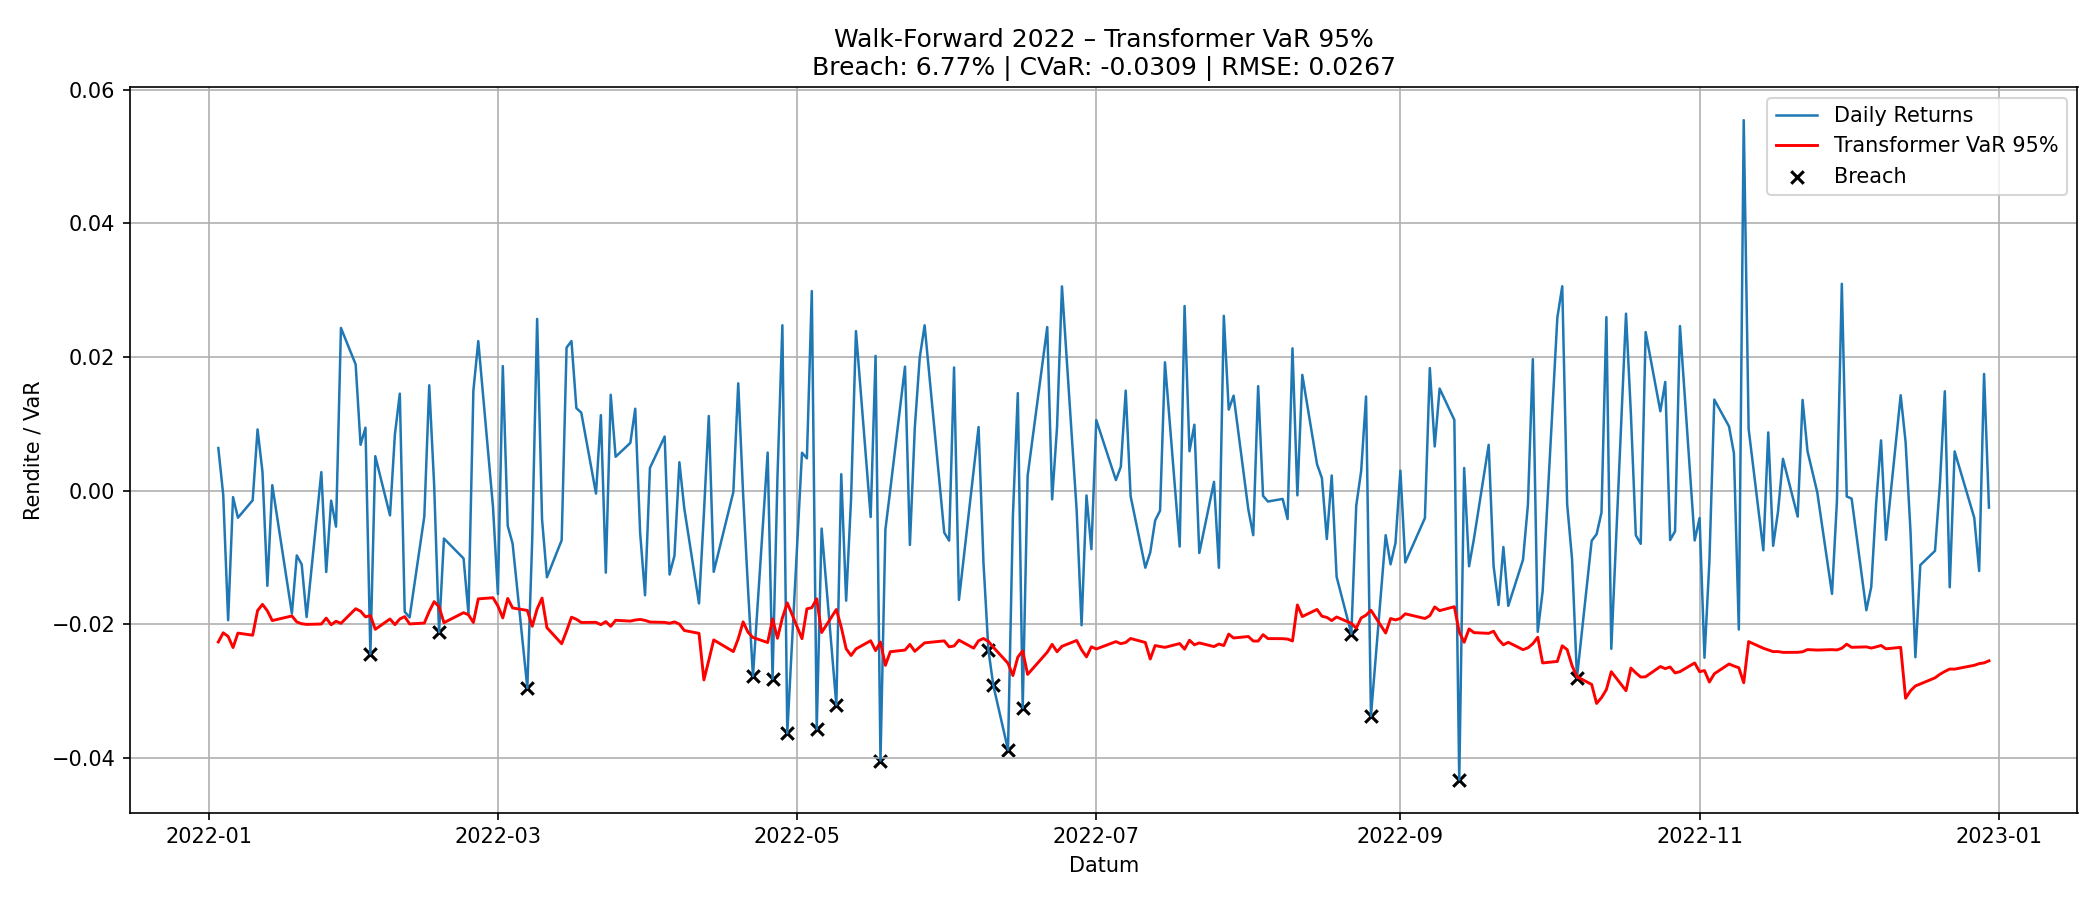 Walk-Forward 2022 – Transformer VaR 95%
Breach: 6.77% | CVaR: -0.0309 | RMSE: 0.0267
Daily Returns
Transformer VaR 95%
Breach
Rendite / VaR
0.06
0.04
0.02
0.00
−0.02
−0.04
2022-01
2022-03
2022-05
2022-07
2022-09
2022-11
2023-01
Datum